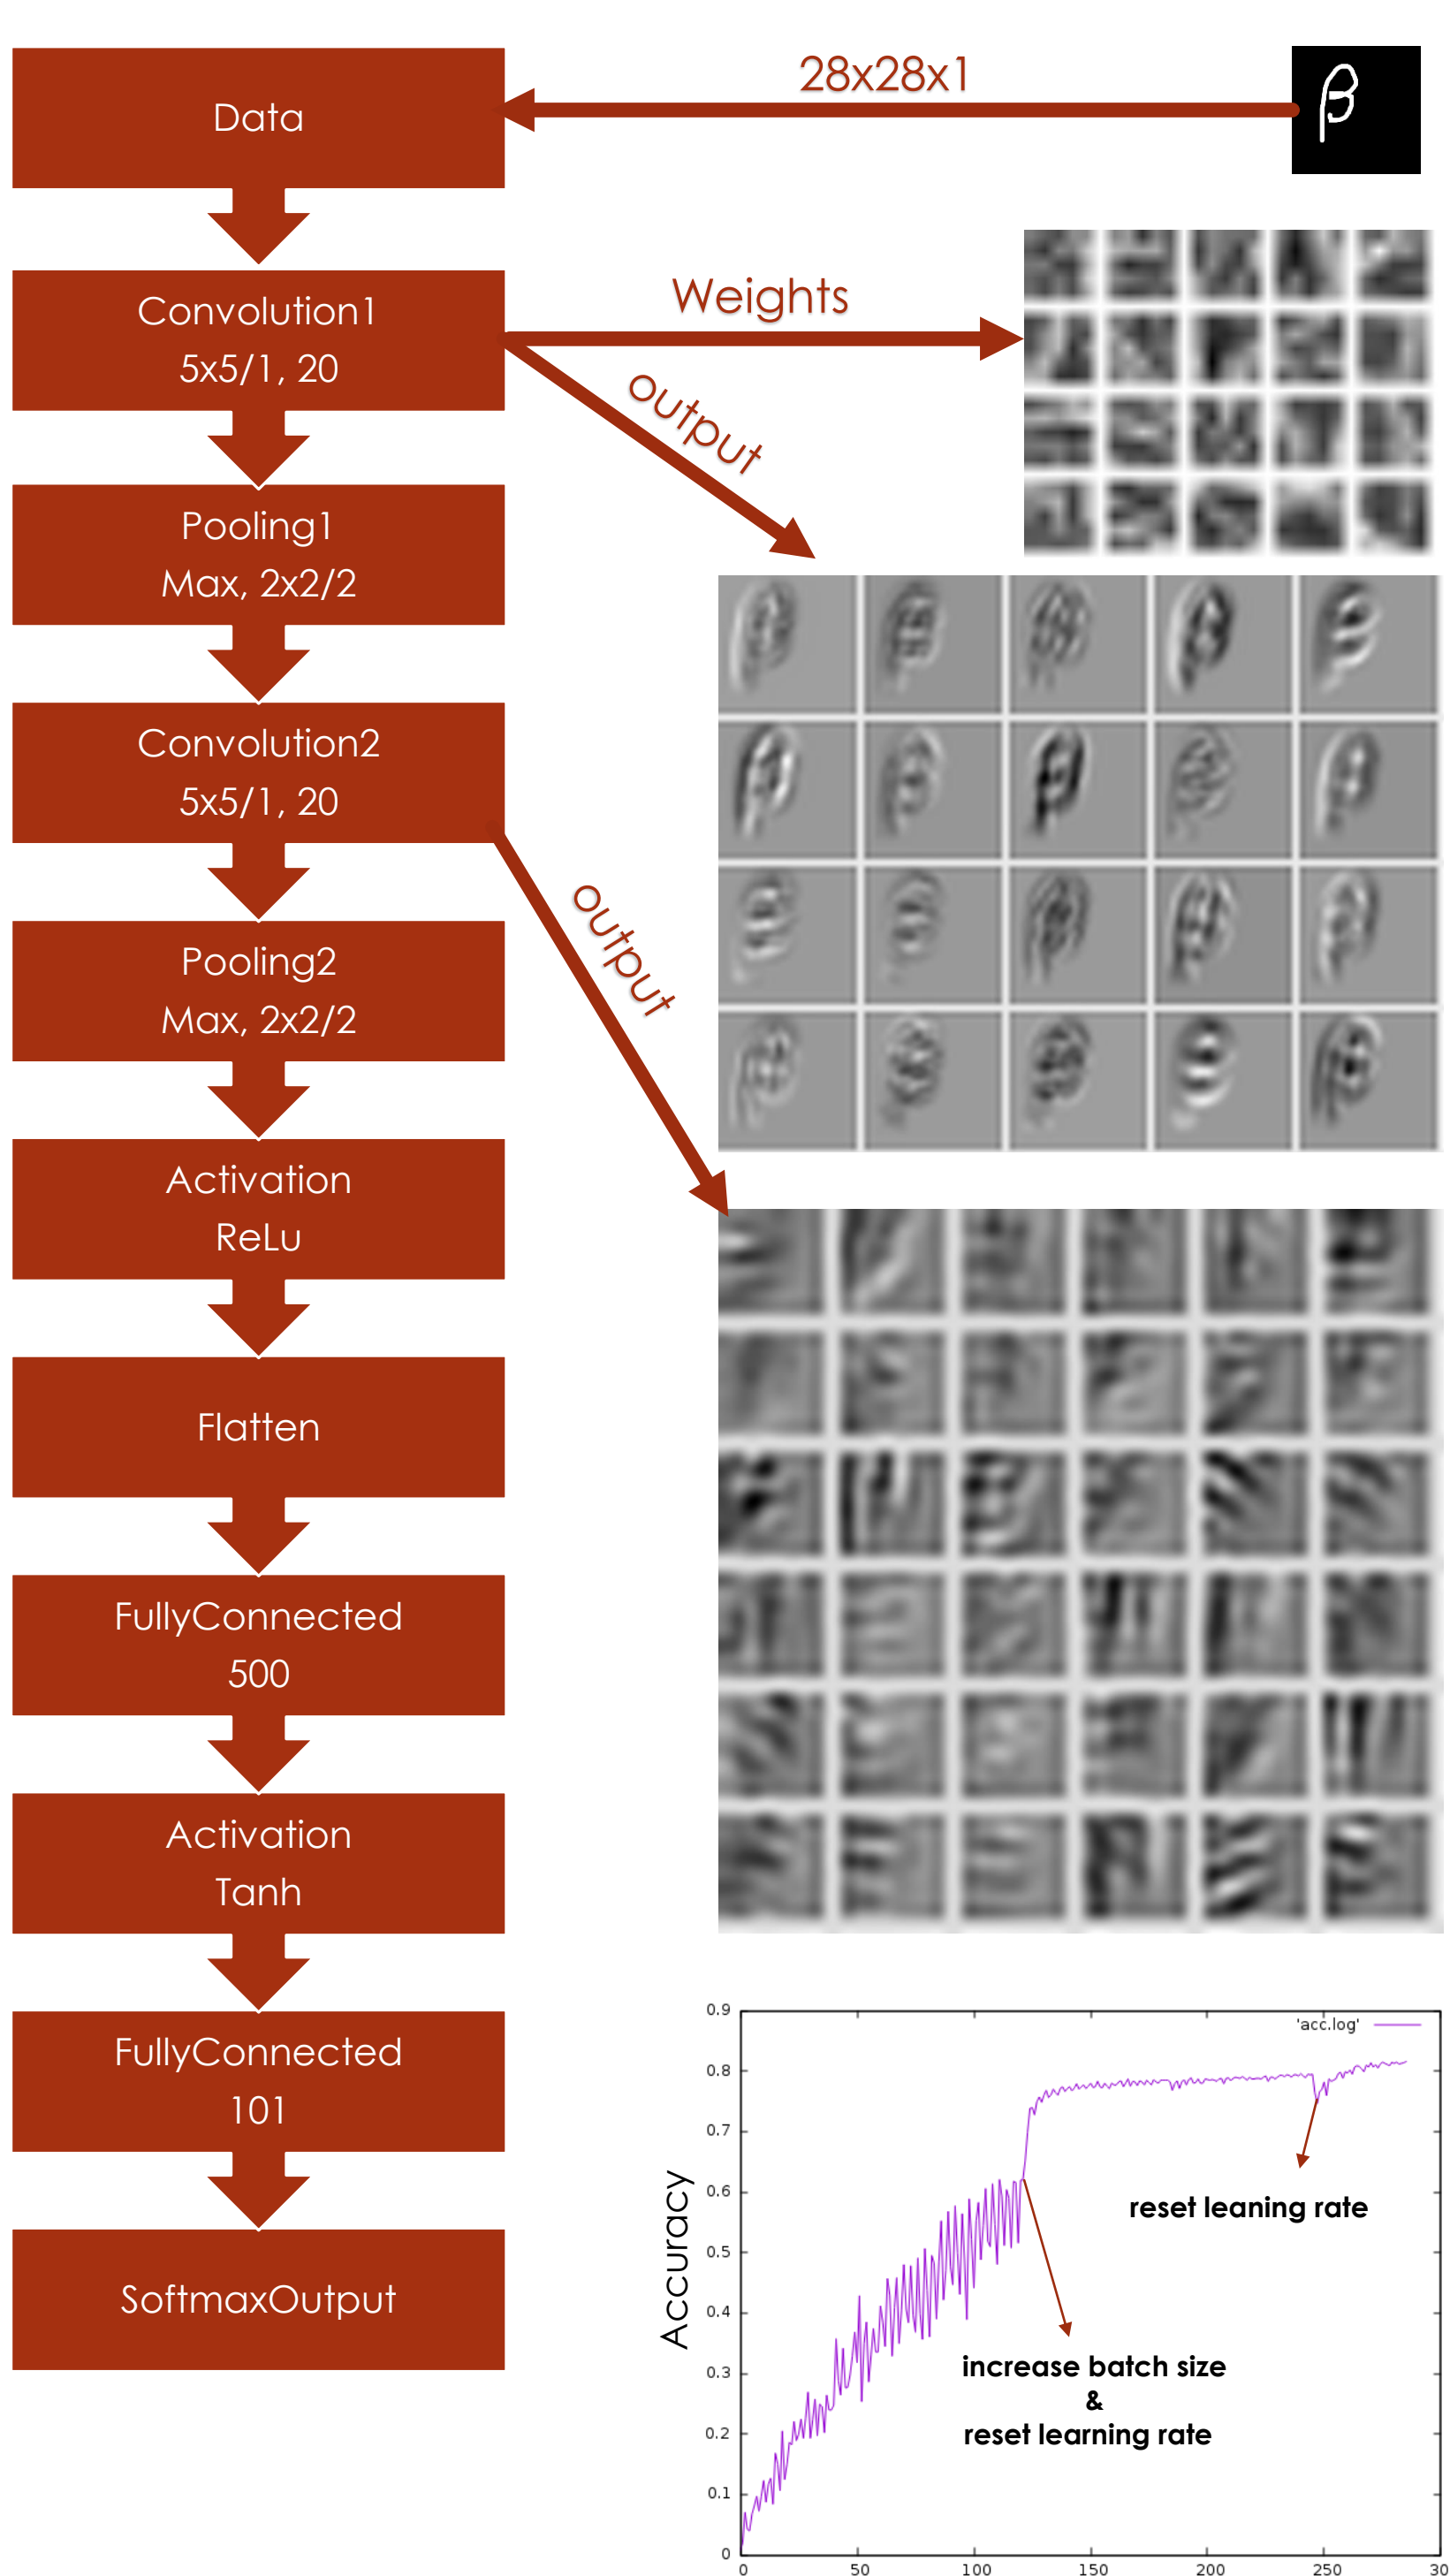 28x28x1
β
Data
Convolution1
5x5/1, 20
Weights
output
Pooling1
Max, 2x2/2
Convolution2
5x5/1, 20
output
Pooling2
Max, 2x2/2
Activation
ReLu
Flatten
FullyConnected
500
Activation
Tanh
FullyConnected
101
SoftmaxOutput
Accuracy
0.9
0.8
0.7
0.6
0.5
0.4
0.3
0.2
0.1
0
'acc.log'
reset leaning rate
increase batch size
&
reset learning rate
0 50 100 150 200 250 30